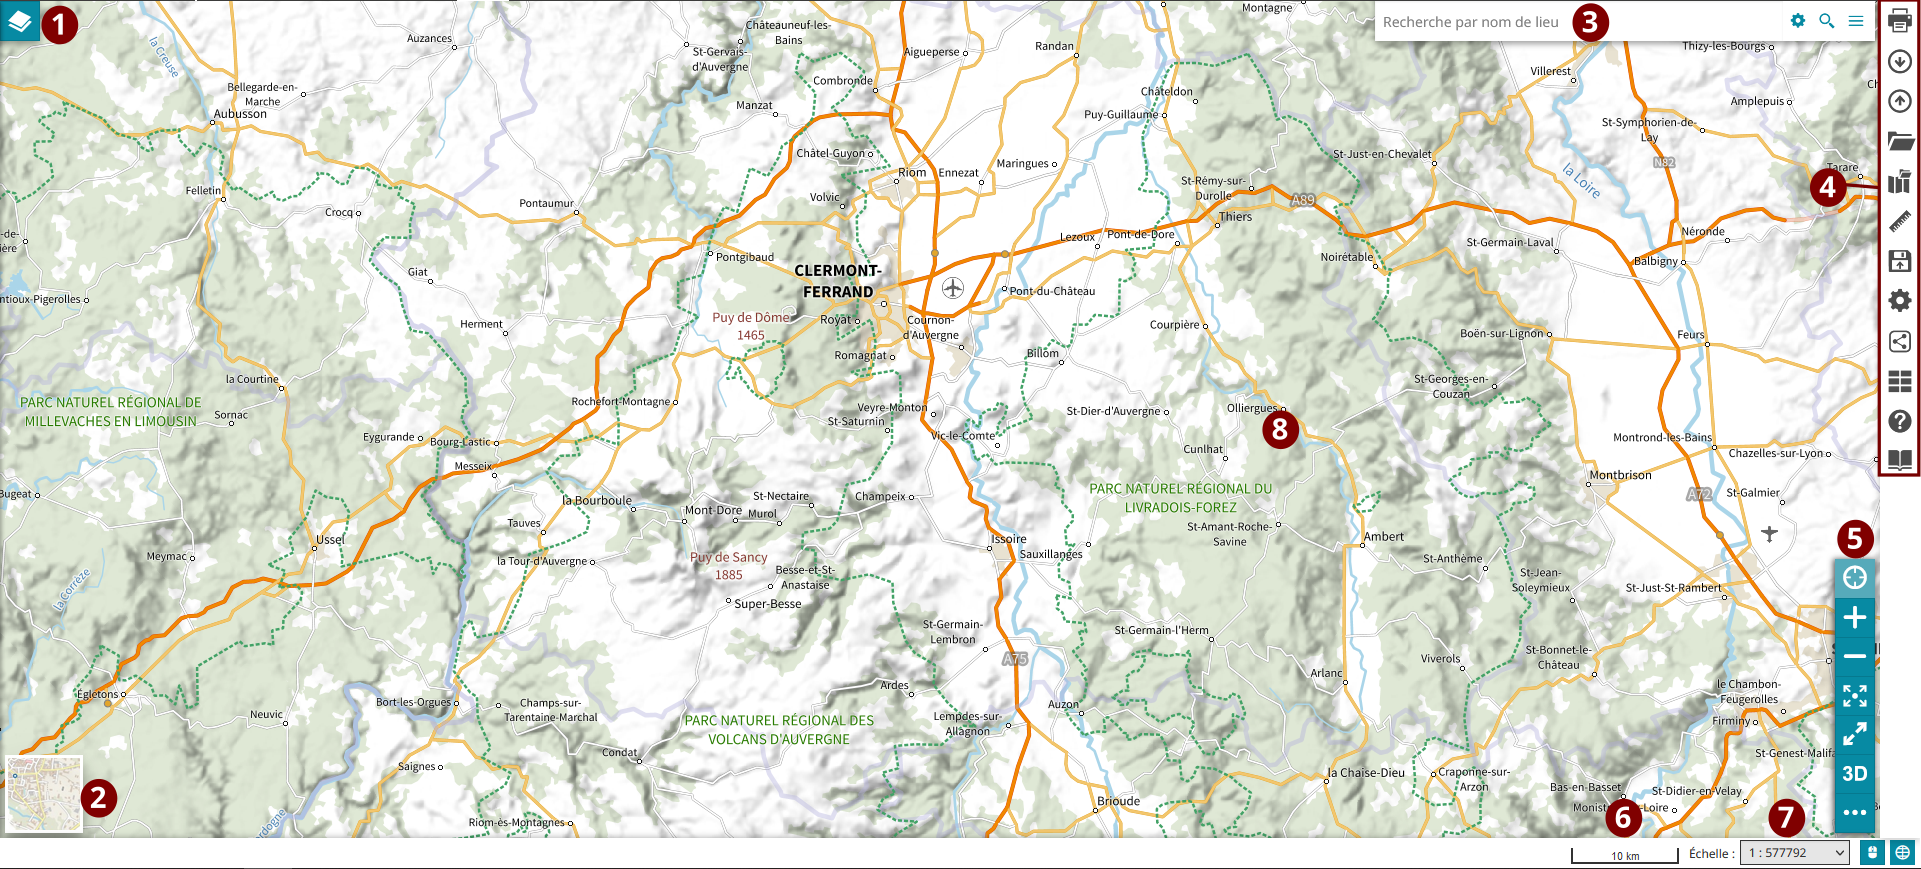 1
Recherche par nom de lieu
3
Montagne
Châteauneuf-les-
Bains
Auzances
St-Gervais-
d'Auvergne
Aigueperse
Randan
Thizy-les-Bourgs
la Creuse
Villerest
Combronde
Bellegarde-en-
Marche
Manzat
Châteldon
Amplepuis
Aubusson
Puy-Guillaume
St-Symphorien-de-
Lay
Châtel-Guyon
Maringues
St-Just-en-Chevalet
N82
Tarare
la Loire
Riom
Ennezat
St-Rémy-sur-
Durolle
4
Felletin
Volvic
A89
Crocq
Pontaumur
Thiers
Lezoux
Pont-de-Dore
Néronde
-de-
ière
St-Germain-Laval
Pontgibaud
Noirétable
Balbigny
Giat
CLERMONT-
FERRAND
ntioux-Pigerolles
Pont-du-Château
Puy de Dôme
1465
Royat
Cournon-
d'Auvergne
Herment
Courpière
Boën-sur-Lignon
Feurs
Romagnat
Billom
la Courtine
St-Georges-en-
Couzan
PARC NATUREL RÉGIONAL DE
MILLEVACHES EN LIMOUSIN
Sornac
Rochefort-Montagne
Veyre-Monton
St-Saturnin
St-Dier-d'Auvergne
Olliergues
8
Eygurande
Bourg-Lastic
Vic-le-Comte
Montrond-les-Bains
Cunlhat
Chazelles-sur-Lyon
Messeix
Montbrison
Bugeat
la Bourboule
St-Nectaire
Champeix
PARC NATUREL RÉGIONAL DU
LIVRADOIS-FOREZ
A72
St-Galmier
Mont-Dore
Murol
Tauves
St-Amant-Roche-
Savine
Ussel
Issoire
Ambert
5
Meymac
la Tour-d'Auvergne
Puy de Sancy
1885
Sauxillanges
St-Anthème
Besse-et-St-
Anastaise
St-Jean-
Soleymieux
St-Just-St-Rambert
la Corrèze
Super-Besse
St-Germain-
Lembron
St-Germain-l'Herm
A75
Viverols
St-Bonnet-le-
Château
Arlanc
Égletons
Ardes
le Chambon-
Feugerolles
Bort-les-Orgues
Champs-sur-
Tarentaine-Marchal
Auzon
Neuvic
Lempdes-sur-
Allagnon
Firminy
PARC NATUREL RÉGIONAL DES
VOLCANS D'AUVERGNE
Condat
St-Genest-Malifa
Saignes
la Chaise-Dieu
Craponne-sur-
Arzon
3D
2
Bas-en-Basset
St-Didier-en-Velay
Brioude
Monist
-Loire
6
7
Riom-ès-Montagnes
rdogne
10 km
Échelle :
1 : 577792